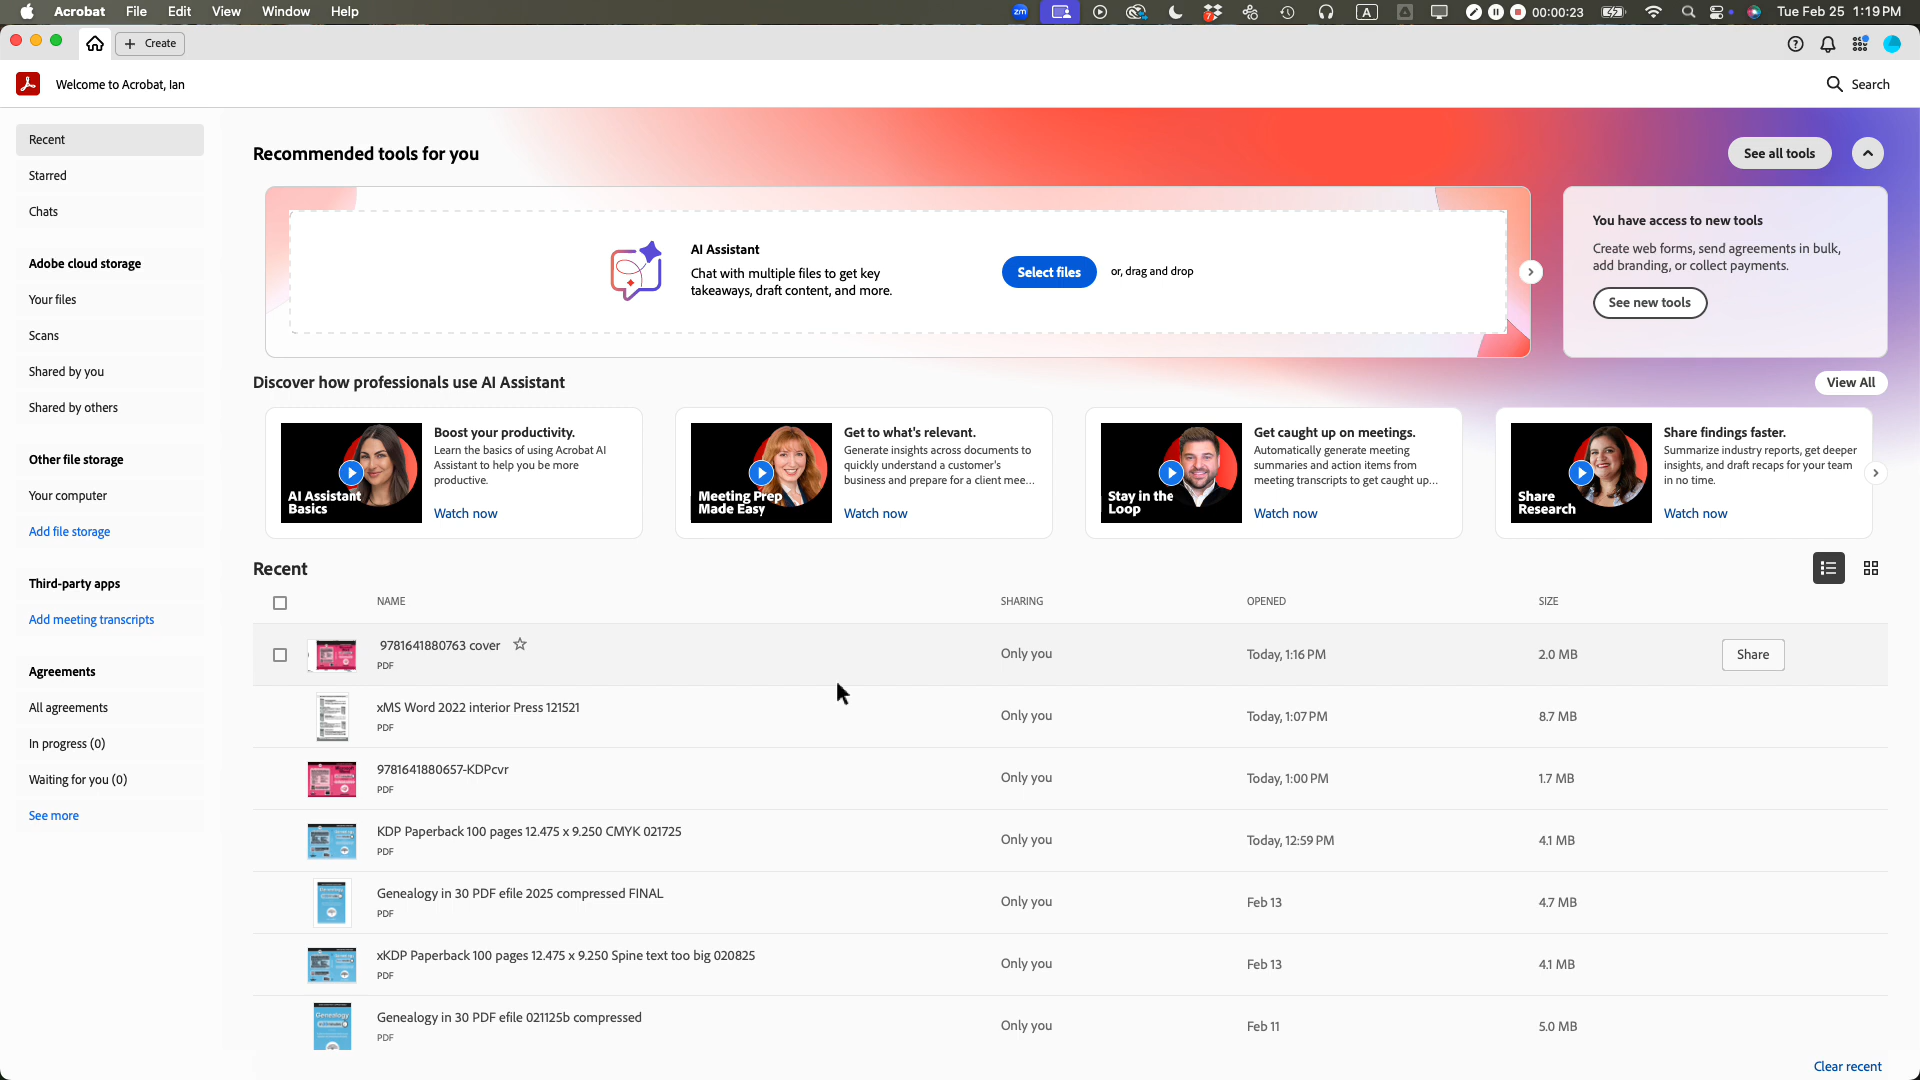 Acrobat File Edit View Window Help
zm
7
A
00:00:23
Tue Feb 25 1:19 PM
+ Create
Welcome to Acrobat, Ian
Search
Recent
Starred
Chats
Adobe cloud storage
Your files
Scans
Shared by you
Shared by others
Other file storage
Your computer
Add file storage
Third-party apps
Add meeting transcripts
Agreements
All agreements
In progress (0)
Waiting for you (0)
See more
Recommended tools for you
See all tools
AI Assistant
Chat with multiple files to get key
takeaways, draft content, and more.
Select files
or, drag and drop
You have access to new tools
Create web forms, send agreements in bulk,
add branding, or collect payments.
See new tools
Discover how professionals use AI Assistant
View All
AI Assistant
Basics
Boost your productivity.
Learn the basics of using Acrobat AI
Assistant to help you be more
productive.
Watch now
Meeting Prep
Made Easy
Get to what's relevant.
Generate insights across documents to
quickly understand a customer's
business and prepare for a client mee...
Watch now
Stay in the
Loop
Get caught up on meetings.
Automatically generate meeting
summaries and action items from
meeting transcripts to get caught up...
Watch now
Share
Research
Share findings faster.
Summarize industry reports, get deeper
insights, and draft recaps for your team
in no time.
Watch now
Recent
NAME SHARING OPENED SIZE
9781641880763 cover
PDF
Only you Today, 1:16 PM 2.0 MB Share
xMS Word 2022 interior Press 121521
PDF
Only you Today, 1:07 PM 8.7 MB
9781641880657-KDPcvr
PDF
Only you Today, 1:00 PM 1.7 MB
KDP Paperback 100 pages 12.475 x 9.250 CMYK 021725
PDF
Only you Today, 12:59 PM 4.1 MB
Genealogy in 30 PDF efile 2025 compressed FINAL
PDF
Only you Feb 13 4.7 MB
xKDP Paperback 100 pages 12.475 x 9.250 Spine text too big 020825
PDF
Only you Feb 13 4.1 MB
Genealogy in 30 PDF efile 021125b compressed
PDF
Only you Feb 11 5.0 MB
Clear recent